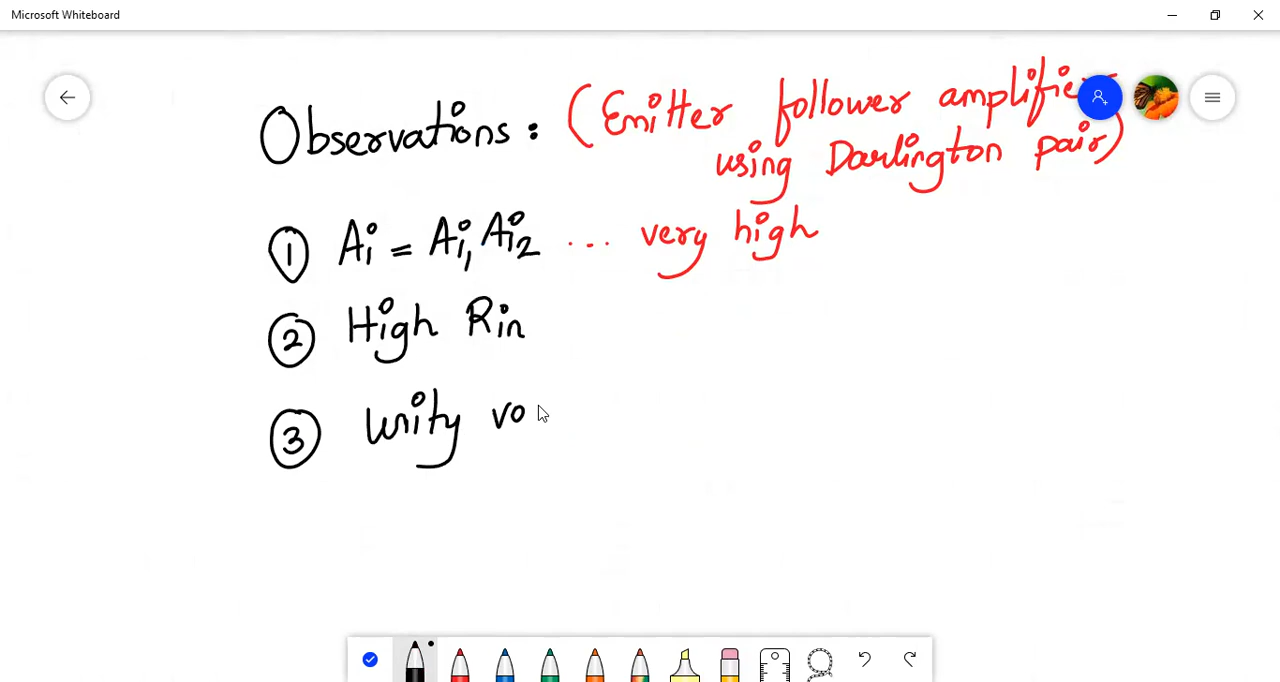 Microsoft Whiteboard
Observations : (Emitter follower amplifier
using Darlington pair)
① Ai = Ai1 Ai2 ... very high
② High Rin
③ Unity vo